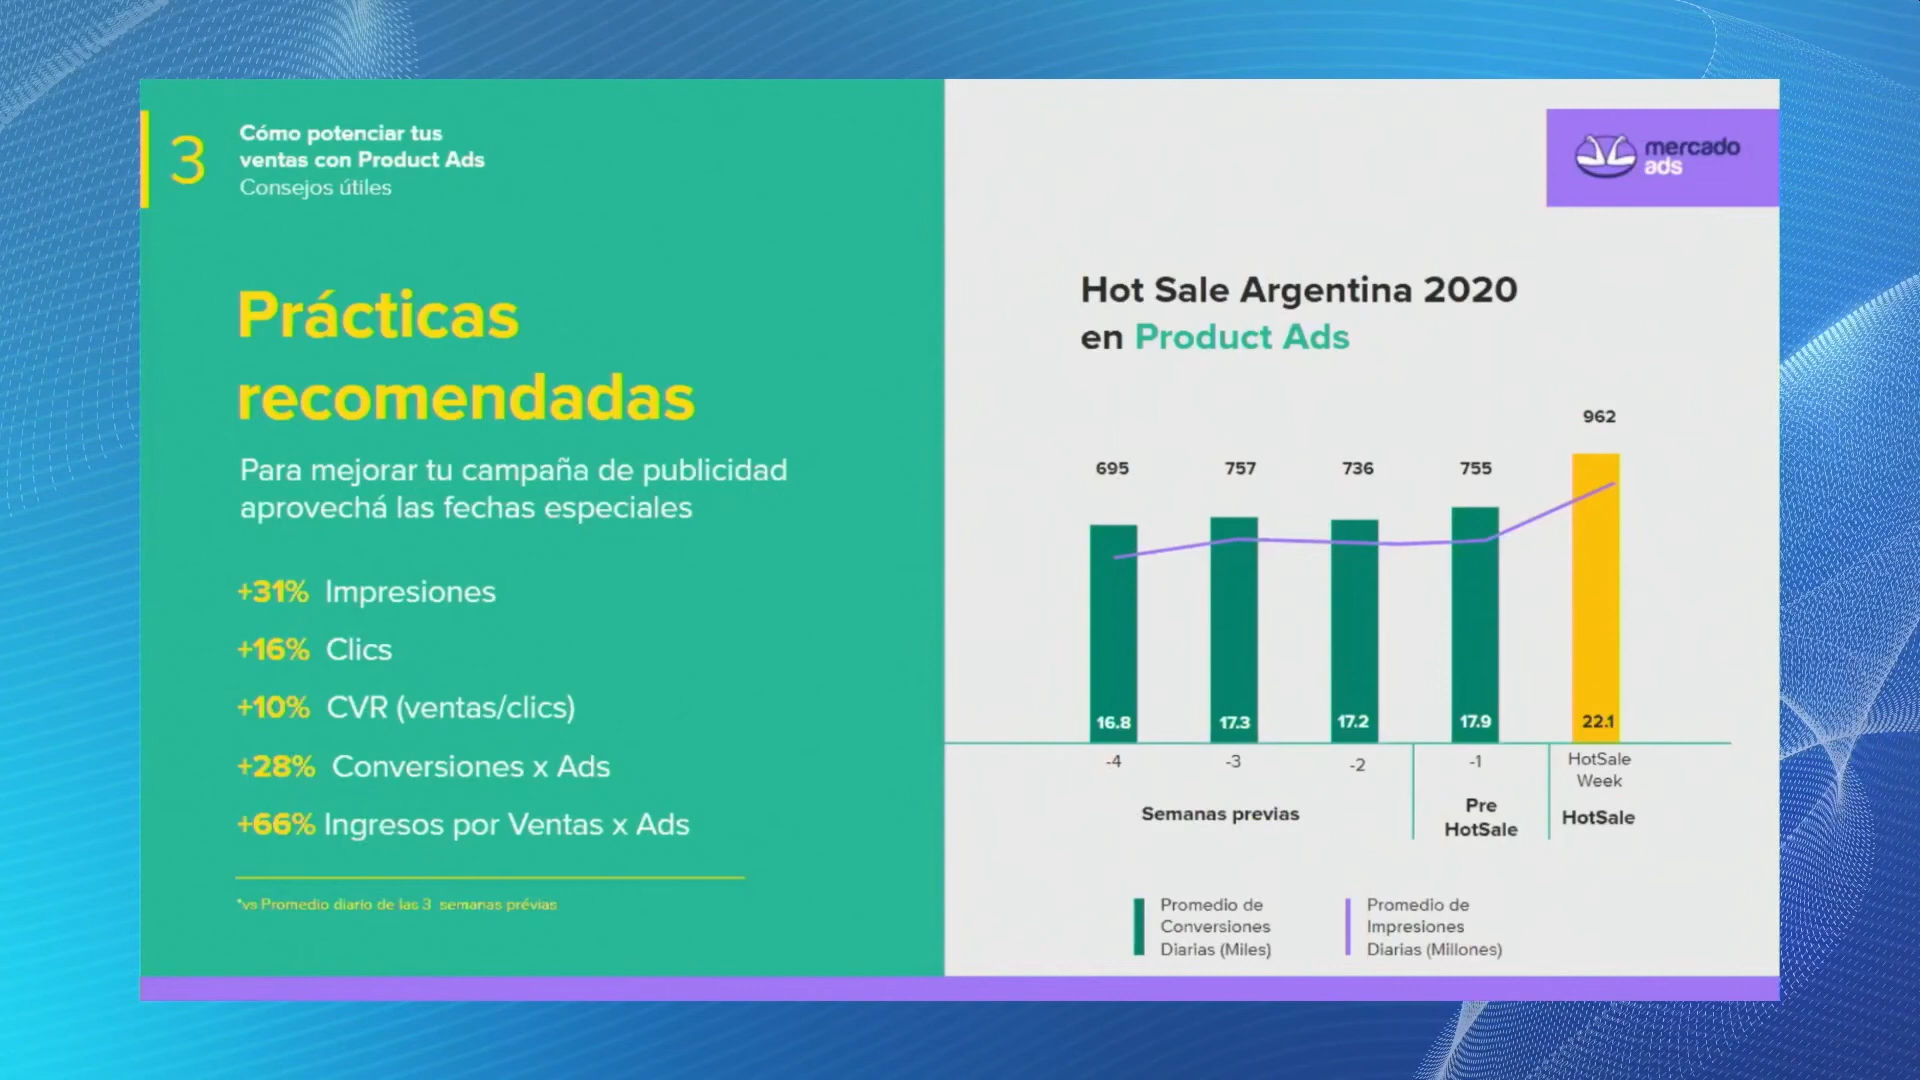 3
Cómo potenciar tus
ventas con Product Ads
Consejos útiles
Prácticas
recomendadas
Para mejorar tu campaña de publicidad
aprovechá las fechas especiales
+31% Impresiones
+16% Clics
+10% CVR (ventas/clics)
+28% Conversiones x Ads
+66% Ingresos por Ventas x Ads
*vs Promedio diario de las 3 semanas prévias
mercado
ads
Hot Sale Argentina 2020
en Product Ads
962
695 757 736 755
16.8 17.3 17.2 17.9 22.1
-4 -3 -2 -1 HotSale
Week
Semanas previas
Pre
HotSale
HotSale
Promedio de
Conversiones
Diarias (Miles)
Promedio de
Impresiones
Diarias (Millones)